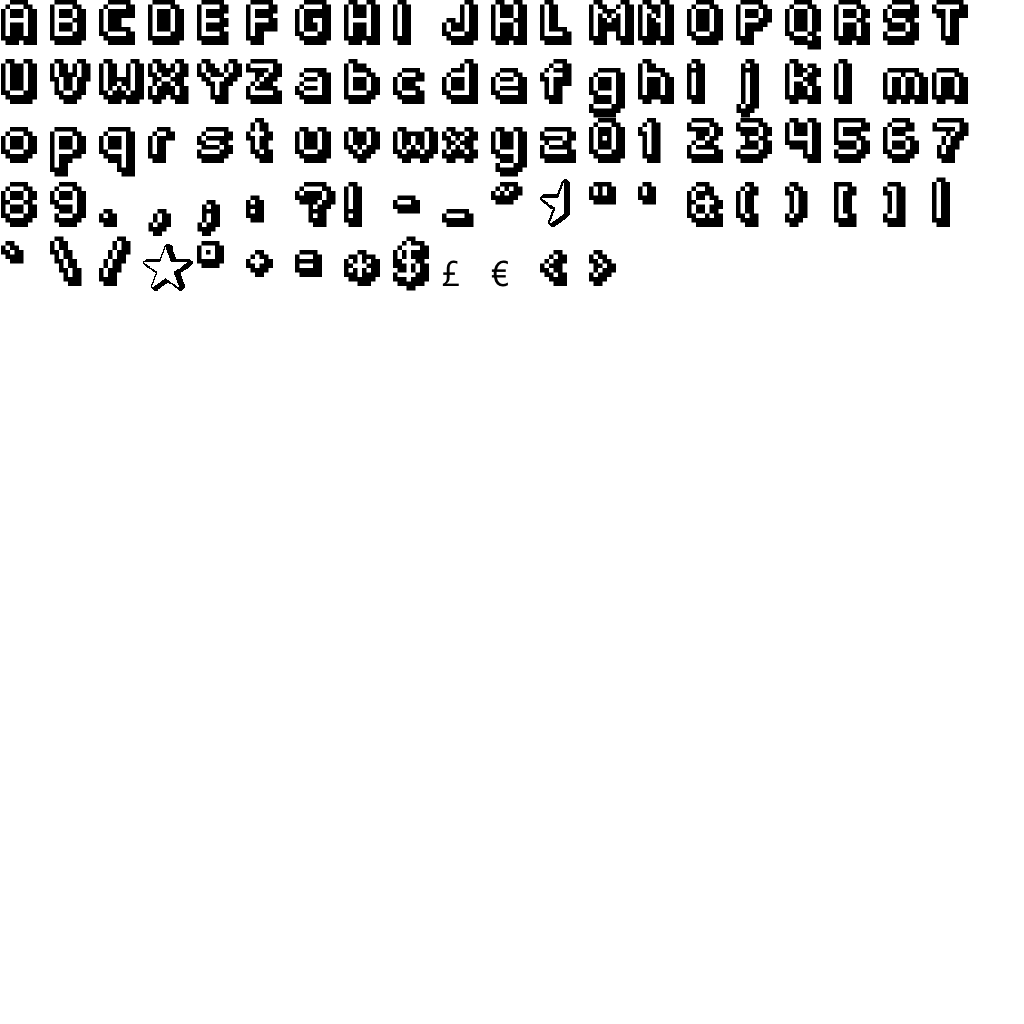 A B C D E F G H I J K L M N O P Q R S T
U V W X Y Z a b c d e f g h i j k l m n
o p q r s t u v w x y z 0 1 2 3 4 5 6 7
8 9 . , ; : ? ! - _ " ' & ( ) [ ] |
` \ / ☆ ° + = * $ £ € < >